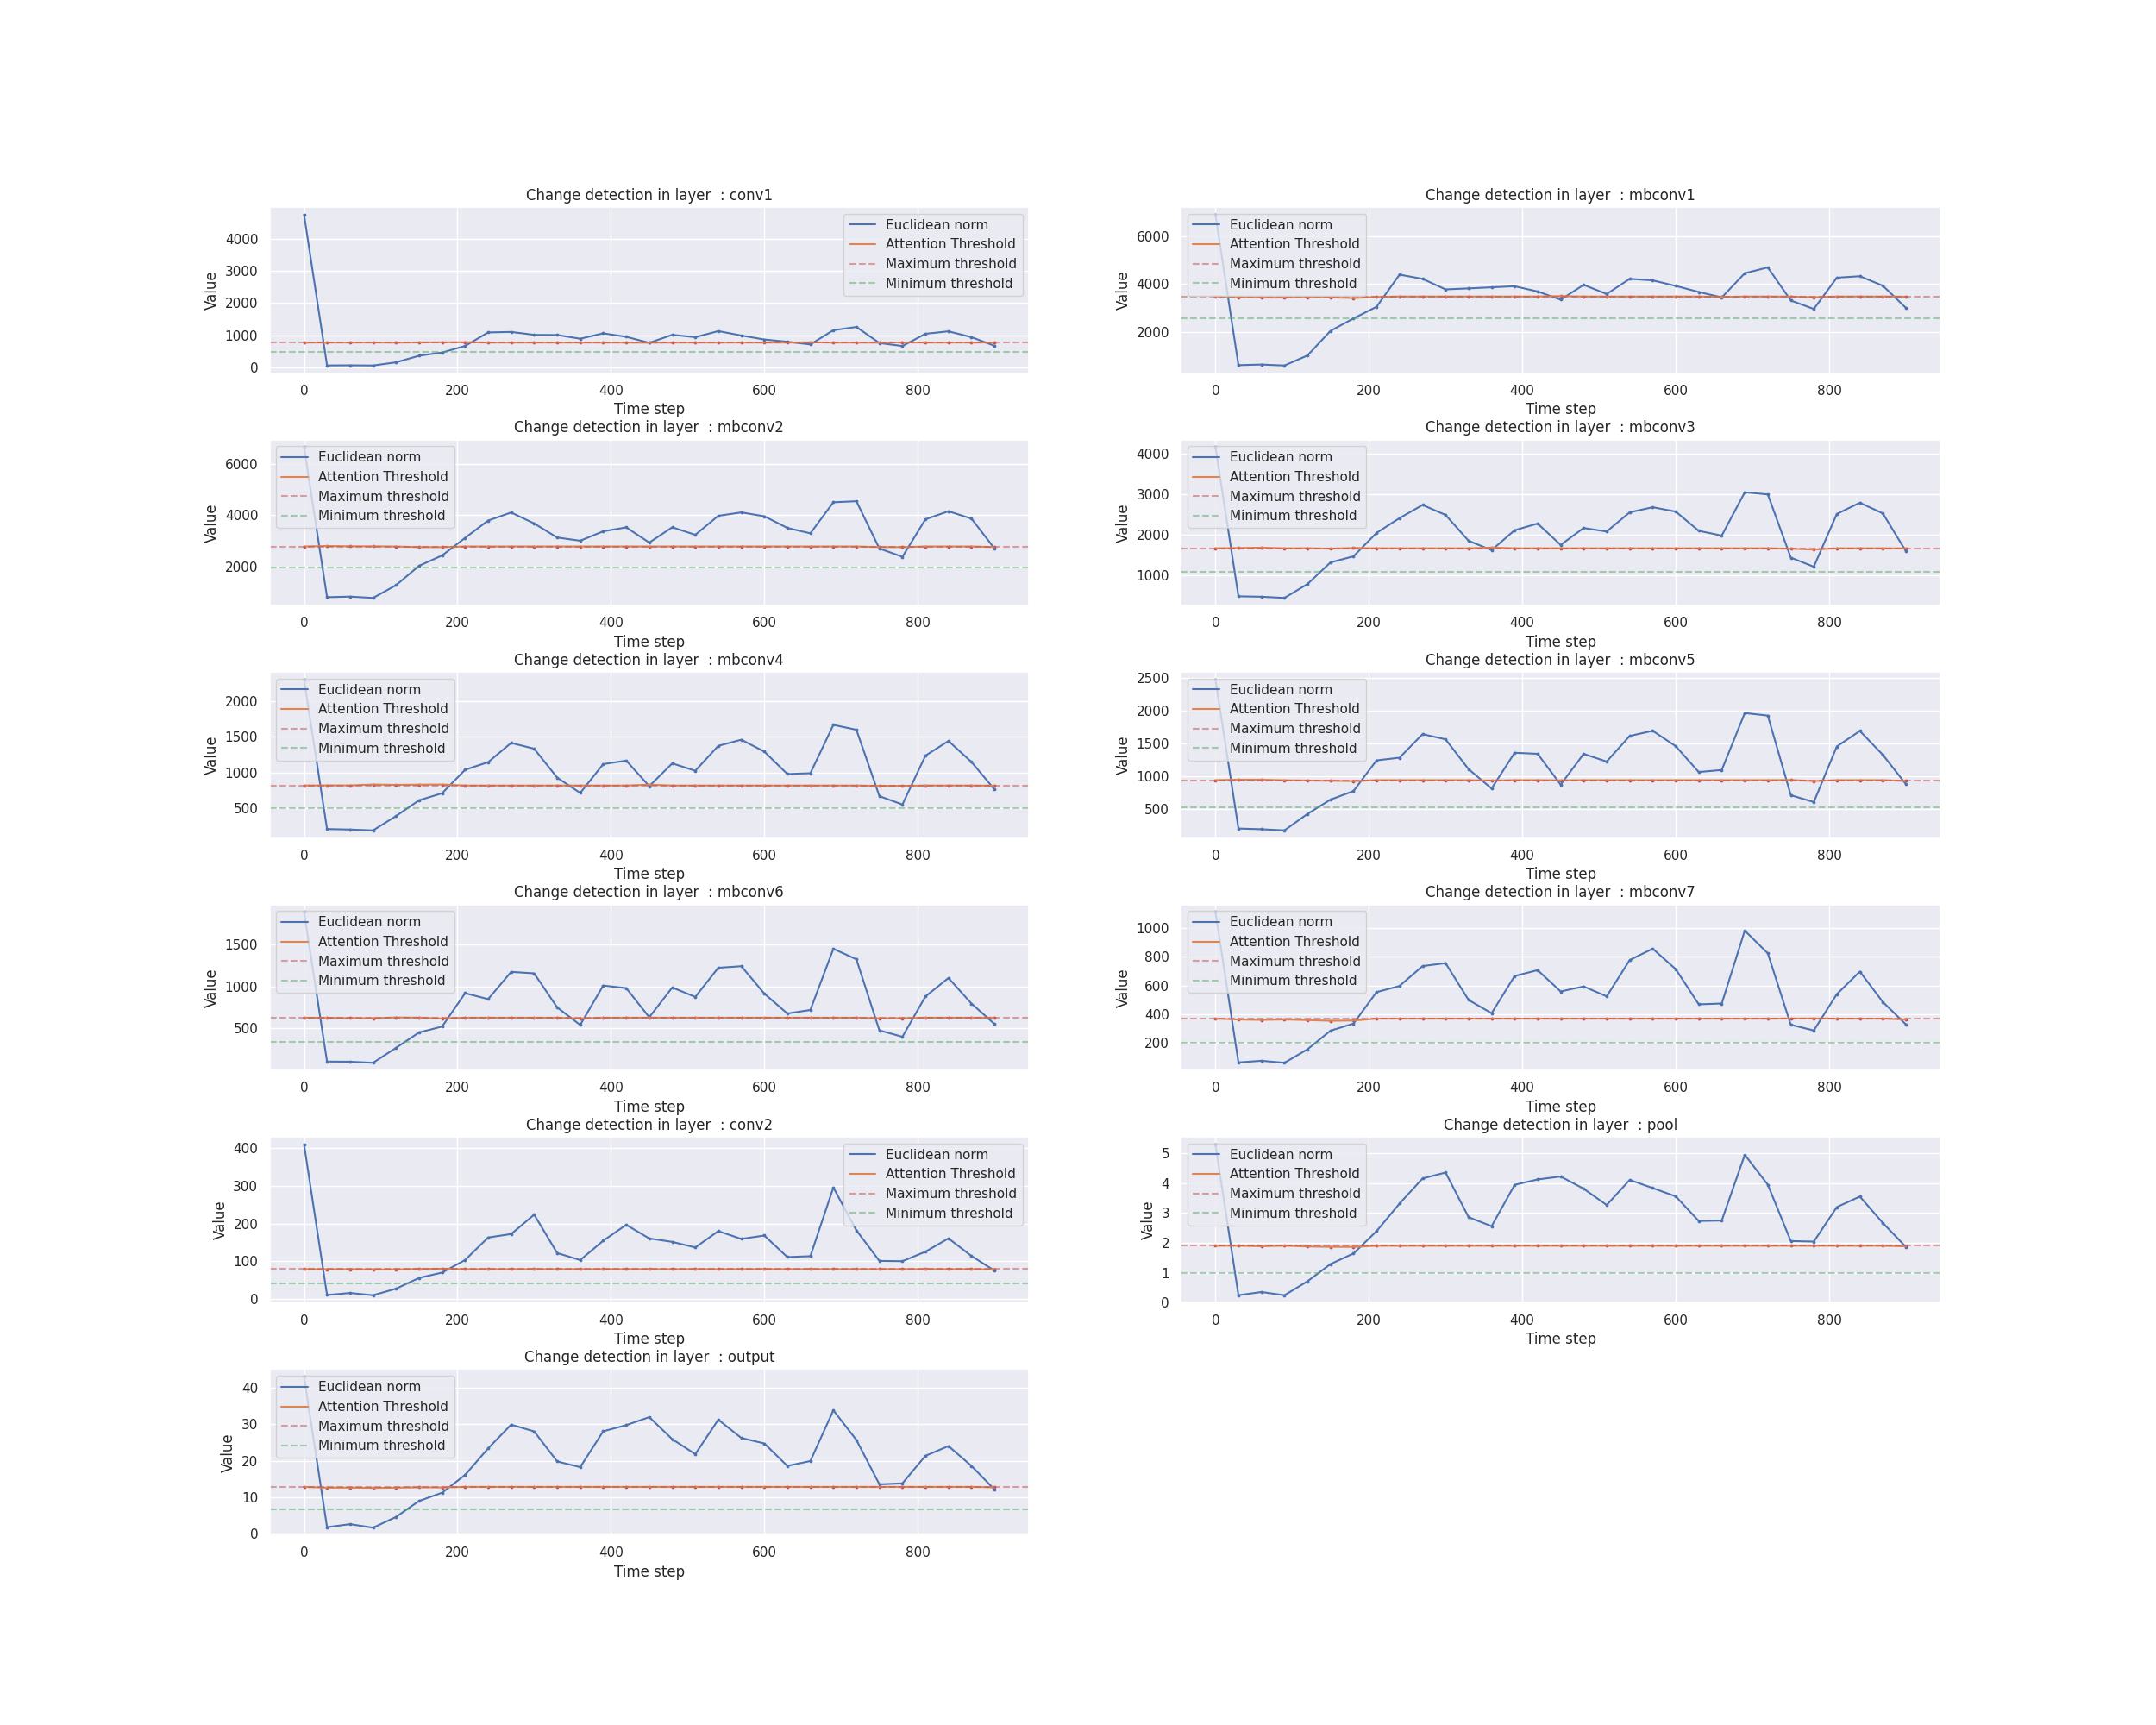 Change detection in layer : conv1
Value
4000
3000
2000
1000
0
Euclidean norm
Attention Threshold
Maximum threshold
Minimum threshold
0 200 400 600 800
Time step
Change detection in layer : mbconv1
Value
6000
4000
2000
Euclidean norm
Attention Threshold
Maximum threshold
Minimum threshold
0 200 400 600 800
Time step
Change detection in layer : mbconv2
Value
6000
4000
2000
Euclidean norm
Attention Threshold
Maximum threshold
Minimum threshold
0 200 400 600 800
Time step
Change detection in layer : mbconv3
Value
4000
3000
2000
1000
Euclidean norm
Attention Threshold
Maximum threshold
Minimum threshold
0 200 400 600 800
Time step
Change detection in layer : mbconv4
Value
2000
1500
1000
500
Euclidean norm
Attention Threshold
Maximum threshold
Minimum threshold
0 200 400 600 800
Time step
Change detection in layer : mbconv5
Value
2500
2000
1500
1000
500
Euclidean norm
Attention Threshold
Maximum threshold
Minimum threshold
0 200 400 600 800
Time step
Change detection in layer : mbconv6
Value
1500
1000
500
Euclidean norm
Attention Threshold
Maximum threshold
Minimum threshold
0 200 400 600 800
Time step
Change detection in layer : mbconv7
Value
1000
800
600
400
200
Euclidean norm
Attention Threshold
Maximum threshold
Minimum threshold
0 200 400 600 800
Time step
Change detection in layer : conv2
Value
400
300
200
100
0
Euclidean norm
Attention Threshold
Maximum threshold
Minimum threshold
0 200 400 600 800
Time step
Change detection in layer : pool
Value
5
4
3
2
1
0
Euclidean norm
Attention Threshold
Maximum threshold
Minimum threshold
0 200 400 600 800
Time step
Change detection in layer : output
Value
40
30
20
10
0
Euclidean norm
Attention Threshold
Maximum threshold
Minimum threshold
0 200 400 600 800
Time step